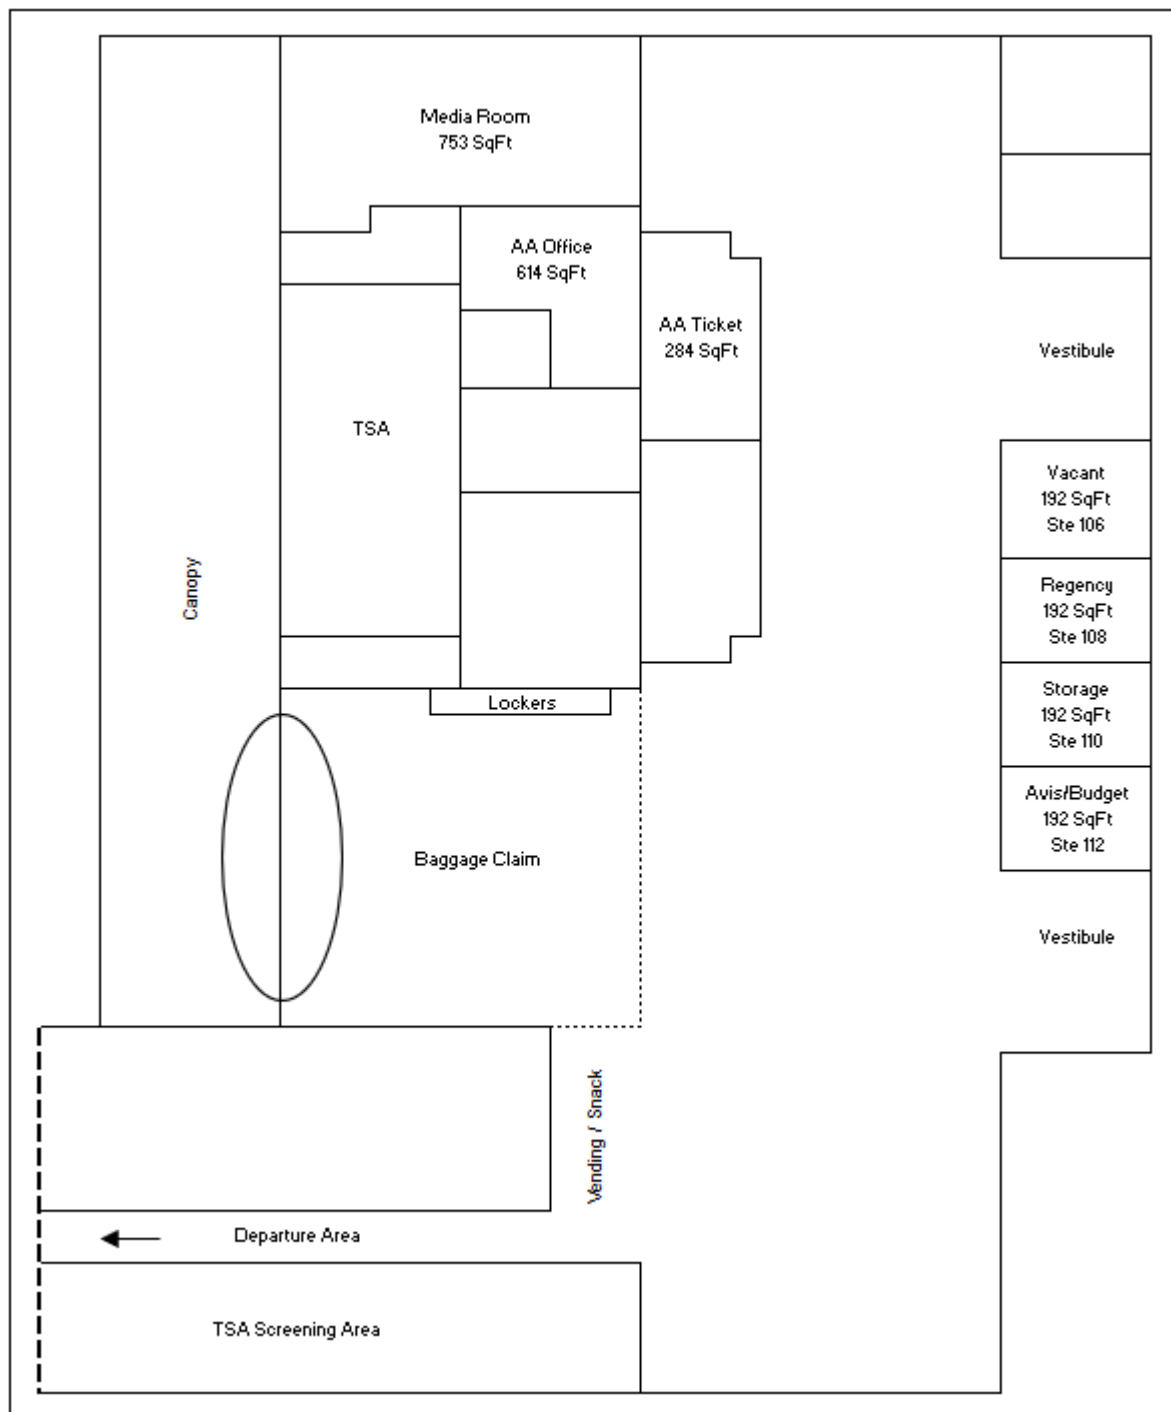 Media Room
753 SqFt
AA Office
614 SqFt
AA Ticket
284 SqFt
Vestibule
TSA
Vacant
192 SqFt
Ste 106
Canopy
Regency
192 SqFt
Ste 108
Storage
192 SqFt
Ste 110
Lockers
Avis/Budget
192 SqFt
Ste 112
Baggage Claim
Vestibule
Vending / Snack
Departure Area
TSA Screening Area